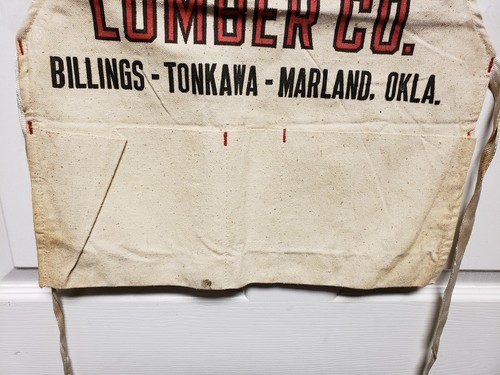 LUMBER CO.
BILLINGS - TONKAWA - MARLAND, OKLA.